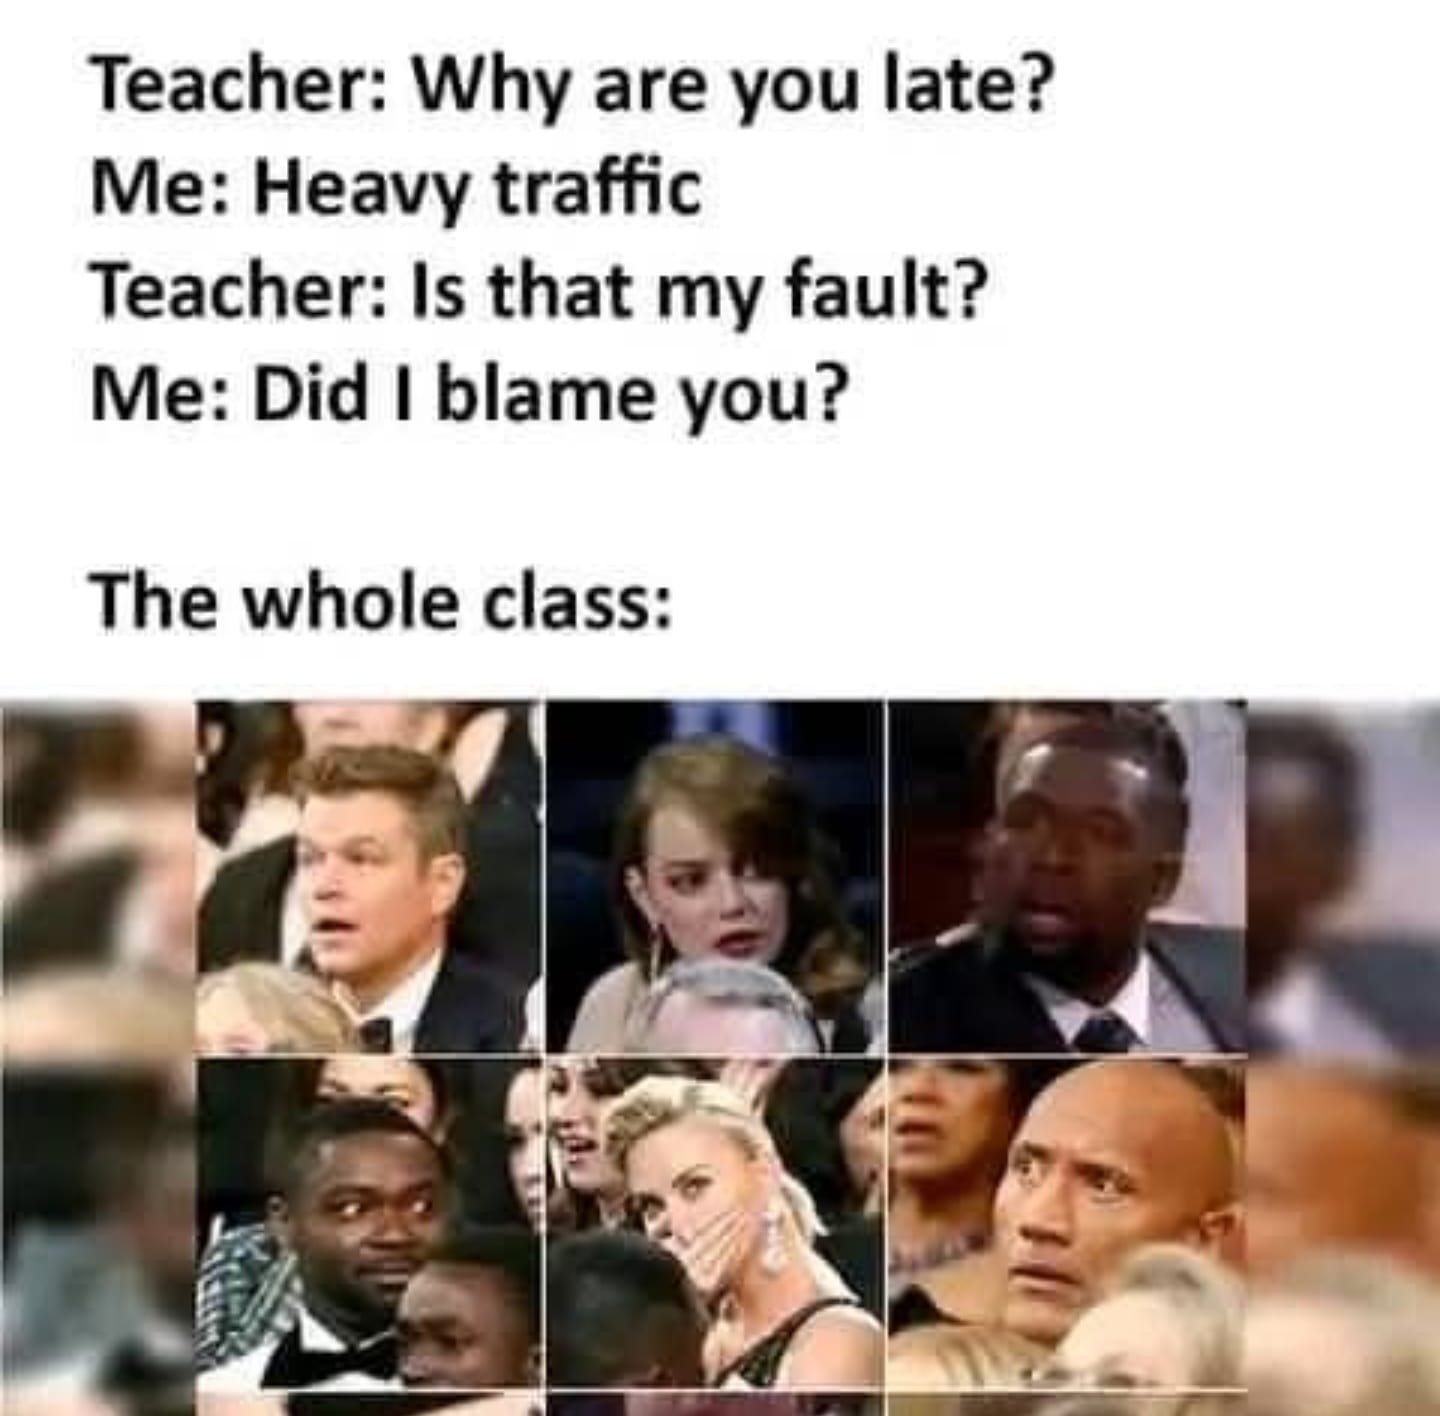 Teacher: Why are you late?
Me: Heavy traffic
Teacher: Is that my fault?
Me: Did I blame you?
The whole class: